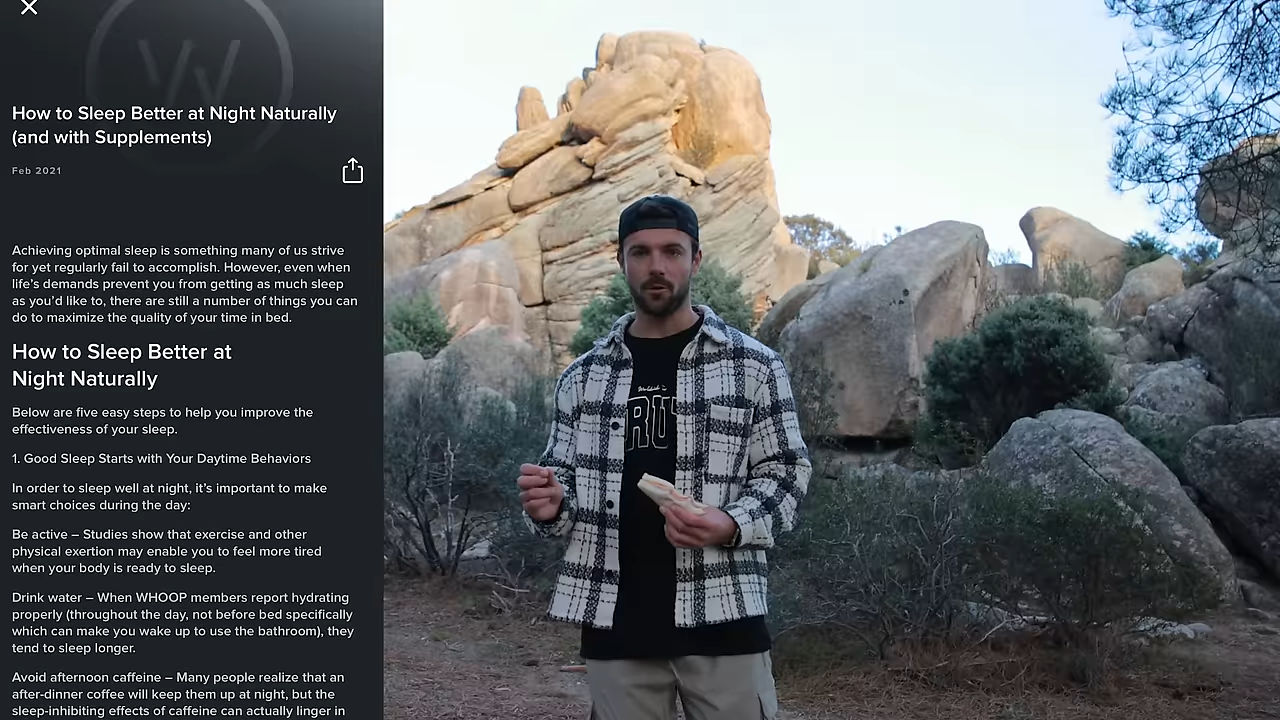 How to Sleep Better at Night Naturally
(and with Supplements)
Feb 2021
Achieving optimal sleep is something many of us strive
for yet regularly fail to accomplish. However, even when
life's demands prevent you from getting as much sleep
as you'd like to, there are still a number of things you can
do to maximize the quality of your time in bed.
How to Sleep Better at
Night Naturally
Below are five easy steps to help you improve the
effectiveness of your sleep.
1. Good Sleep Starts with Your Daytime Behaviors
In order to sleep well at night, it's important to make
smart choices during the day:
Be active – Studies show that exercise and other
physical exertion may enable you to feel more tired
when your body is ready to sleep.
Drink water – When WHOOP members report hydrating
properly (throughout the day, not before bed specifically
which can make you wake up to use the bathroom), they
tend to sleep longer.
Avoid afternoon caffeine – Many people realize that an
after-dinner coffee will keep them up at night, but the
sleep-inhibiting effects of caffeine can actually linger in
RU